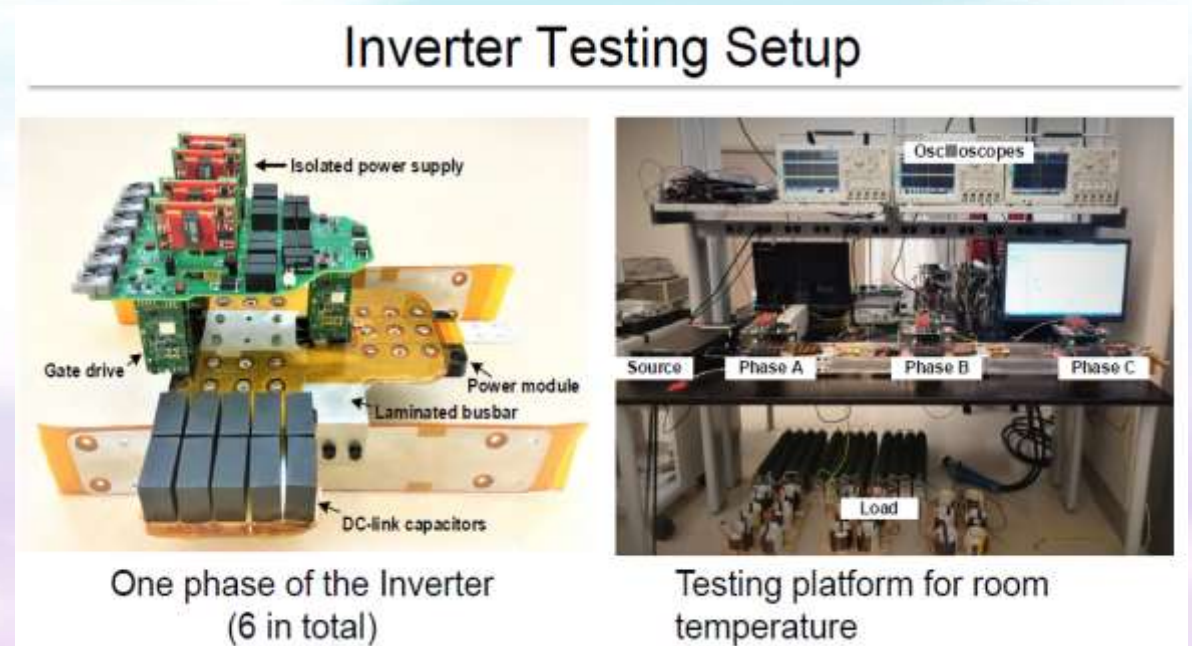 Inverter Testing Setup
Isolated power supply
Gate drive
Power module
Laminated busbar
DC-link capacitors
One phase of the Inverter
(6 in total)
Oscilloscopes
Source
Phase A
Phase B
Phase C
Load
Testing platform for room
temperature